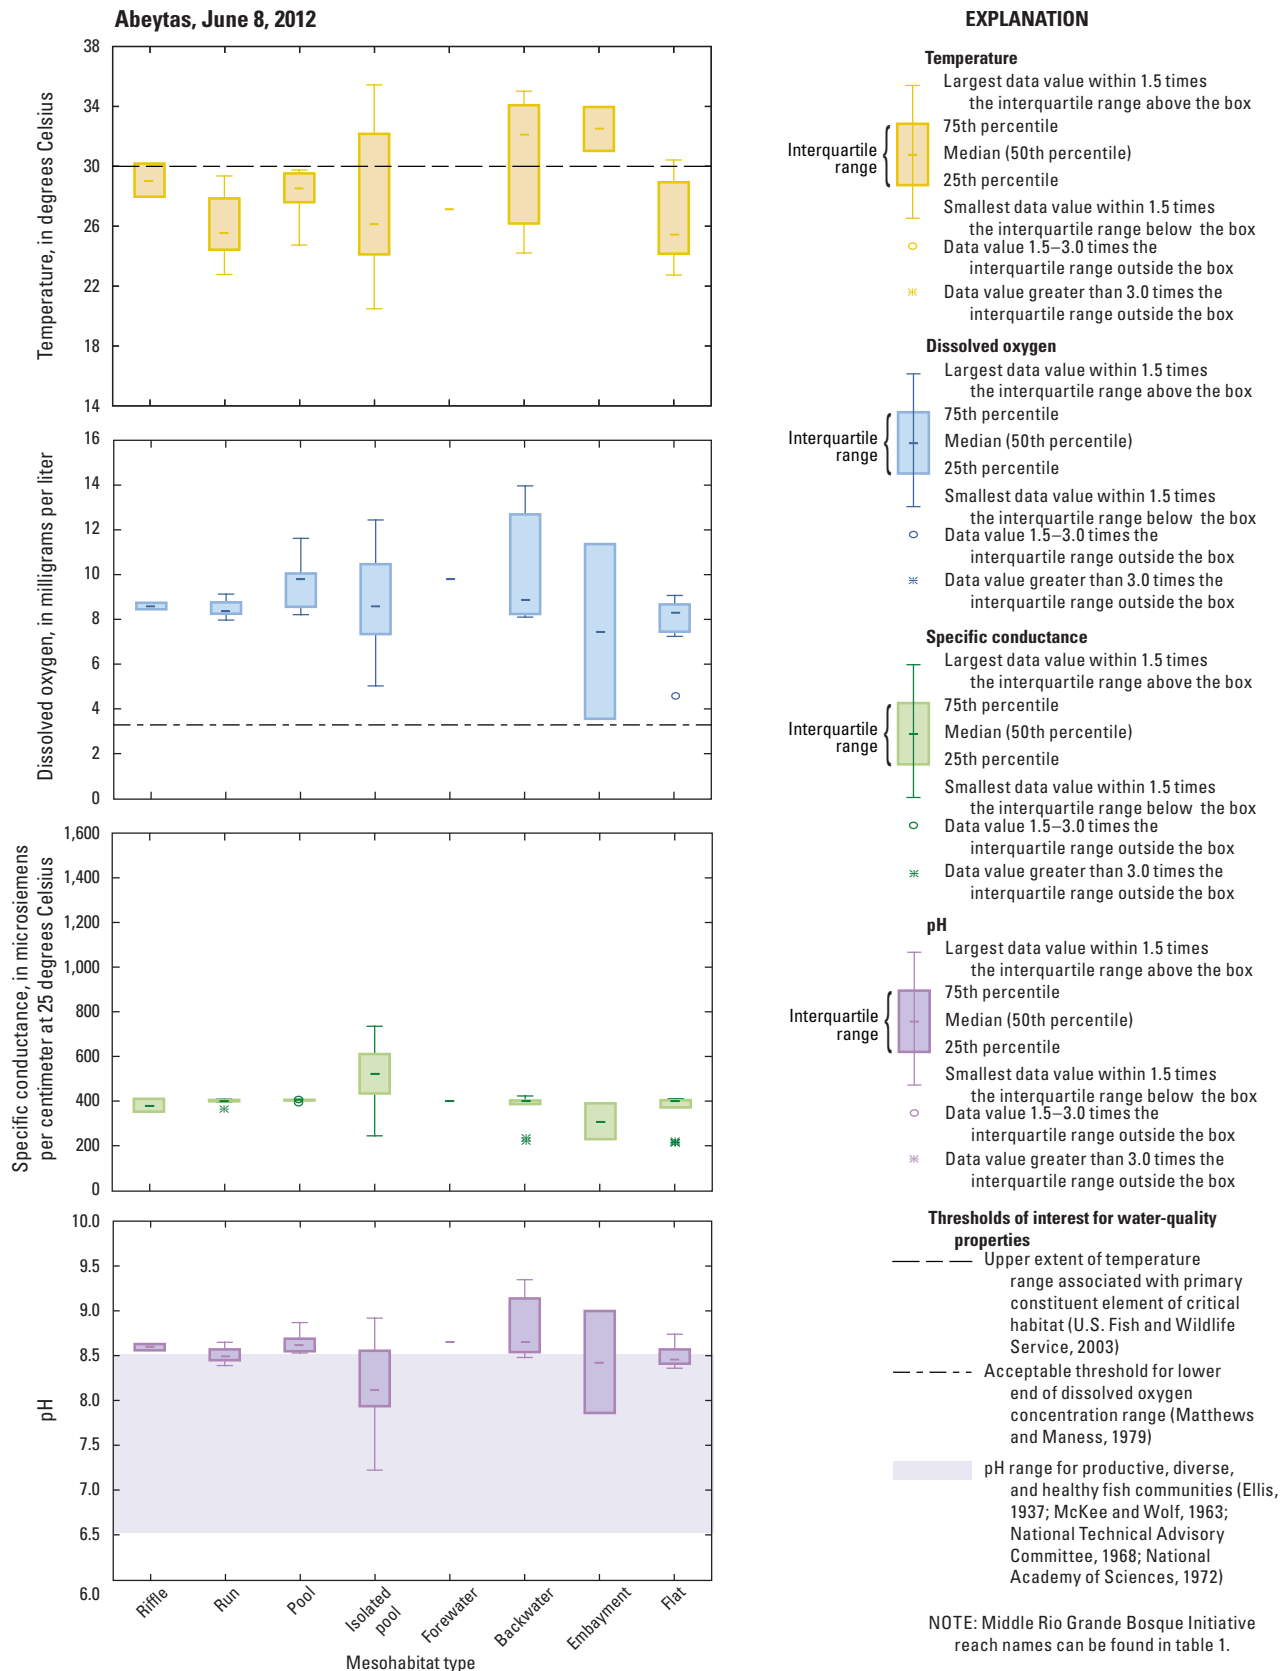 Abeytas, June 8, 2012
38
34
30
26
22
18
14
Temperature, in degrees Celsius
16
14
12
10
8
6
4
2
0
Dissolved oxygen, in milligrams per liter
1,600
1,400
1,200
1,000
800
600
400
200
0
Specific conductance, in microsiemens
per centimeter at 25 degrees Celsius
10.0
9.5
9.0
8.5
8.0
7.5
7.0
6.5
6.0
pH
Riffle
Run
Pool
Isolated
pool
Forewater
Backwater
Embayment
Flat
Mesohabitat type
EXPLANATION
Temperature
Largest data value within 1.5 times
the interquartile range above the box
75th percentile
Interquartile
range
Median (50th percentile)
25th percentile
Smallest data value within 1.5 times
the interquartile range below the box
Data value 1.5–3.0 times the
interquartile range outside the box
Data value greater than 3.0 times the
interquartile range outside the box
Dissolved oxygen
Largest data value within 1.5 times
the interquartile range above the box
75th percentile
Interquartile
range
Median (50th percentile)
25th percentile
Smallest data value within 1.5 times
the interquartile range below the box
Data value 1.5–3.0 times the
interquartile range outside the box
Data value greater than 3.0 times the
interquartile range outside the box
Specific conductance
Largest data value within 1.5 times
the interquartile range above the box
75th percentile
Interquartile
range
Median (50th percentile)
25th percentile
Smallest data value within 1.5 times
the interquartile range below the box
Data value 1.5–3.0 times the
interquartile range outside the box
Data value greater than 3.0 times the
interquartile range outside the box
pH
Largest data value within 1.5 times
the interquartile range above the box
75th percentile
Interquartile
range
Median (50th percentile)
25th percentile
Smallest data value within 1.5 times
the interquartile range below the box
Data value 1.5–3.0 times the
interquartile range outside the box
Data value greater than 3.0 times the
interquartile range outside the box
Thresholds of interest for water-quality
properties
Upper extent of temperature
range associated with primary
constituent element of critical
habitat (U.S. Fish and Wildlife
Service, 2003)
Acceptable threshold for lower
end of dissolved oxygen
concentration range (Matthews
and Maness, 1979)
pH range for productive, diverse,
and healthy fish communities (Ellis,
1937; McKee and Wolf, 1963;
National Technical Advisory
Committee, 1968; National
Academy of Sciences, 1972)
NOTE: Middle Rio Grande Bosque Initiative
reach names can be found in table 1.